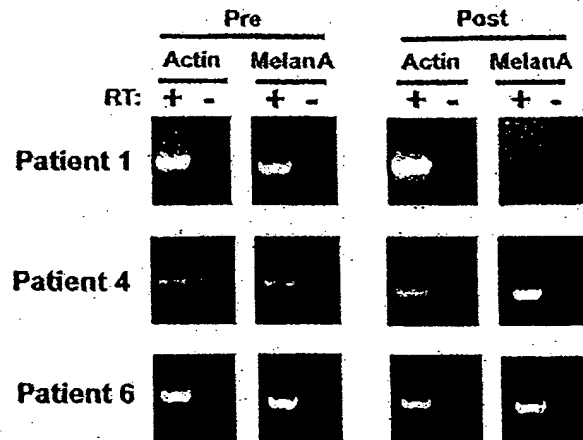 Pre Post
Actin MelanA Actin MelanA
RT: + - + - + - + -
Patient 1
Patient 4
Patient 6